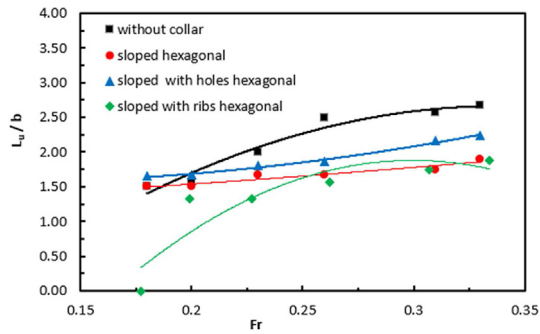 4.00
3.50
3.00
2.50
2.00
1.50
1.00
0.50
0.00
Lu / b
without collar
sloped hexagonal
sloped with holes hexagonal
sloped with ribs hexagonal
0.15
0.2
0.25
0.3
0.35
Fr